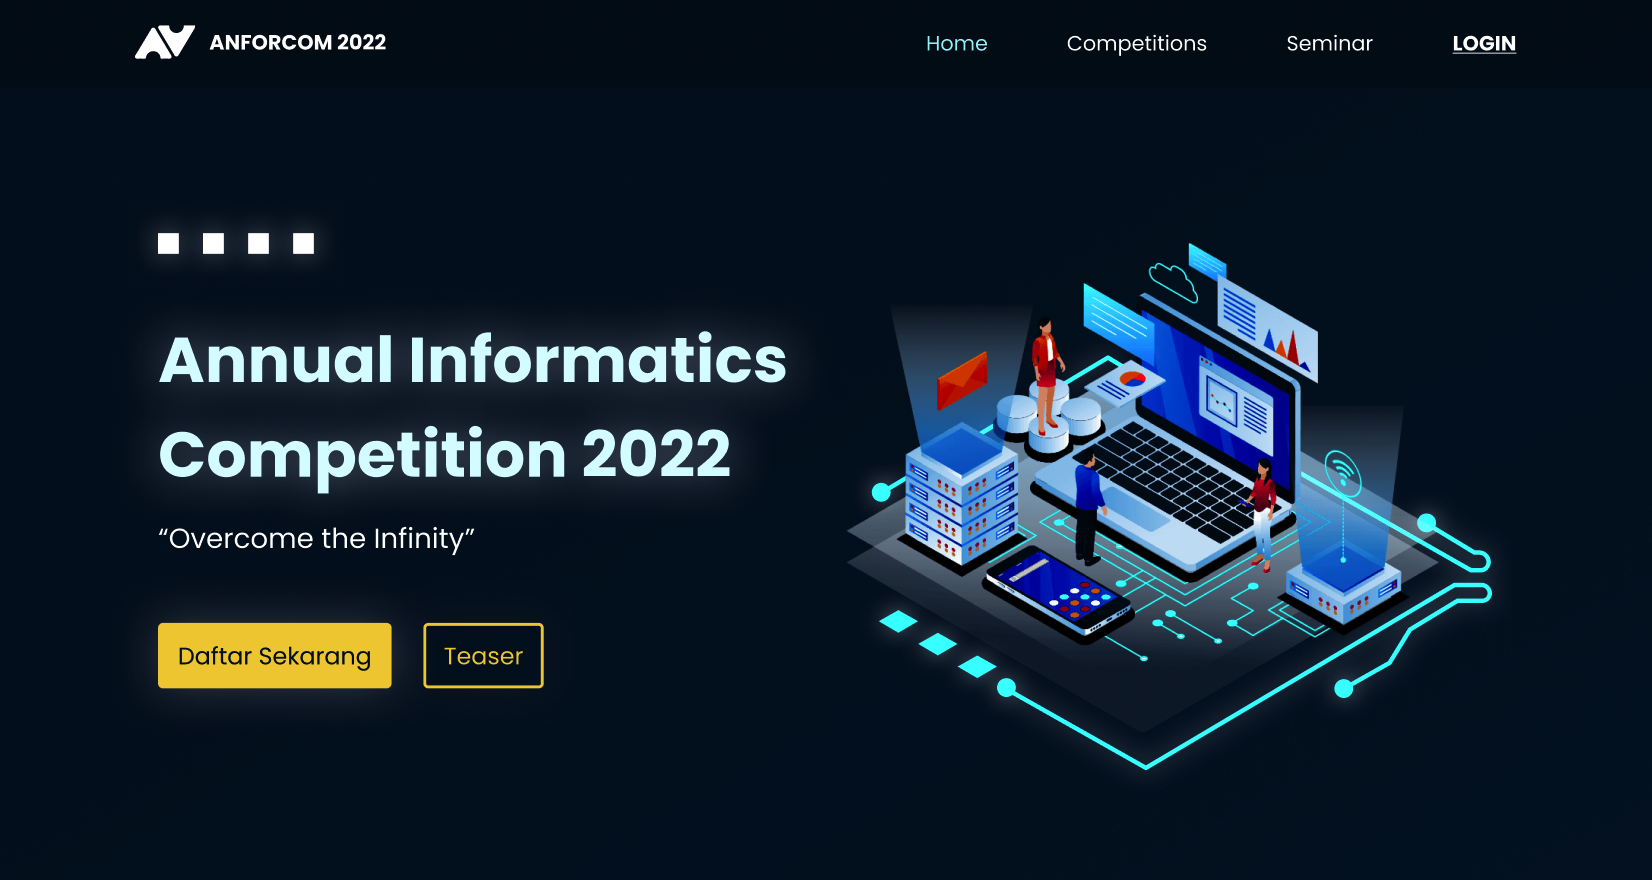 ANFORCOM 2022
Home
Competitions
Seminar
LOGIN
Annual Informatics
Competition 2022
“Overcome the Infinity”
Daftar Sekarang
Teaser